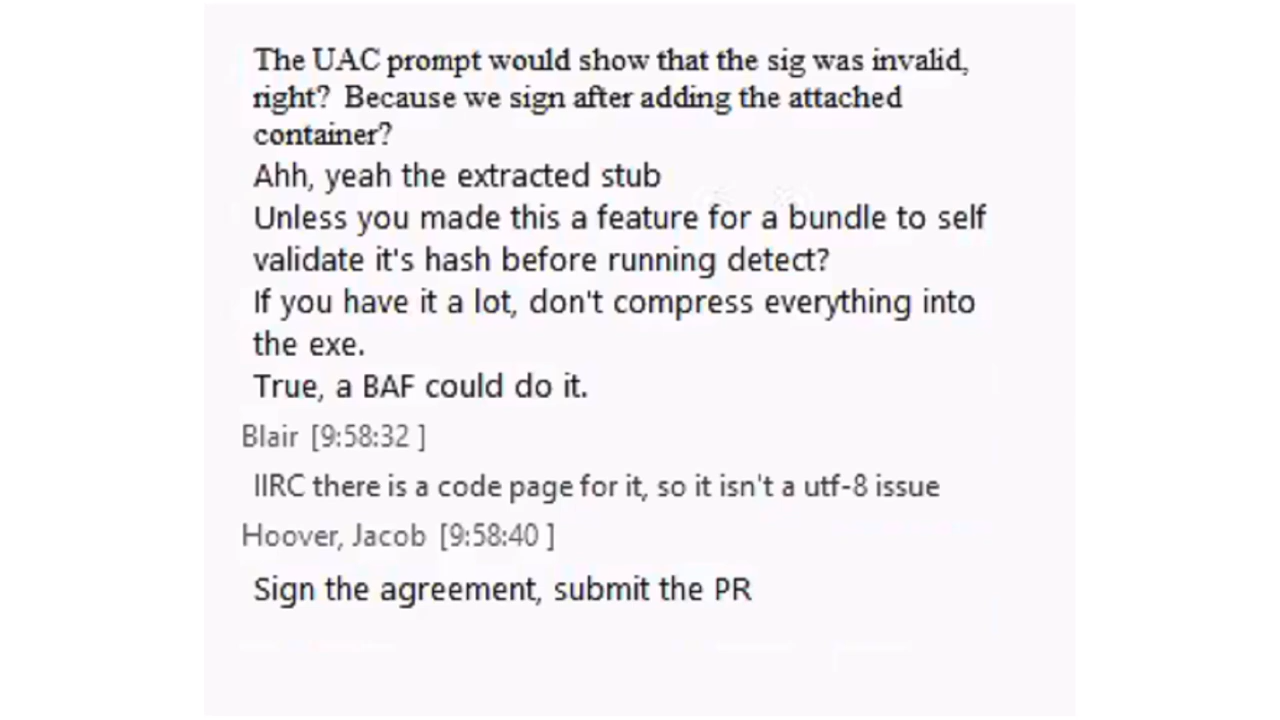 The UAC prompt would show that the sig was invalid,
right?  Because we sign after adding the attached
container?
Ahh, yeah the extracted stub
Unless you made this a feature for a bundle to self
validate it's hash before running detect?
If you have it a lot, don't compress everything into
the exe.
True, a BAF could do it.
Blair [9:58:32 ]
IIRC there is a code page for it, so it isn't a utf-8 issue
Hoover, Jacob [9:58:40 ]
Sign the agreement, submit the PR